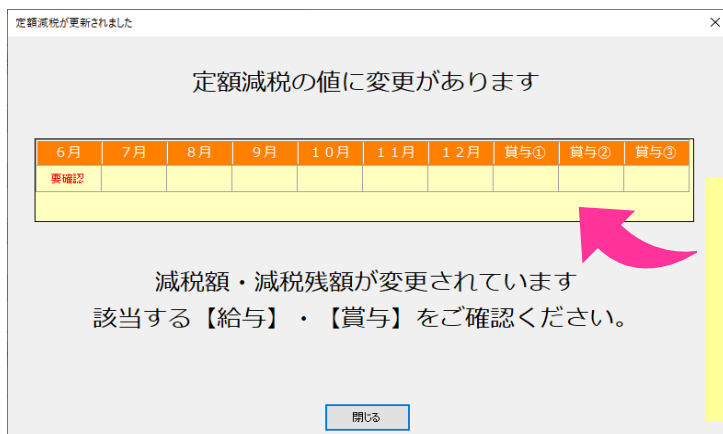 定額減税が更新されました
定額減税の値に変更があります
6月 7月 8月 9月 10月 11月 12月 賞与① 賞与② 賞与③
要確認
減税額・減税残額が変更されています
該当する【給与】・【賞与】をご確認ください。
閉じる